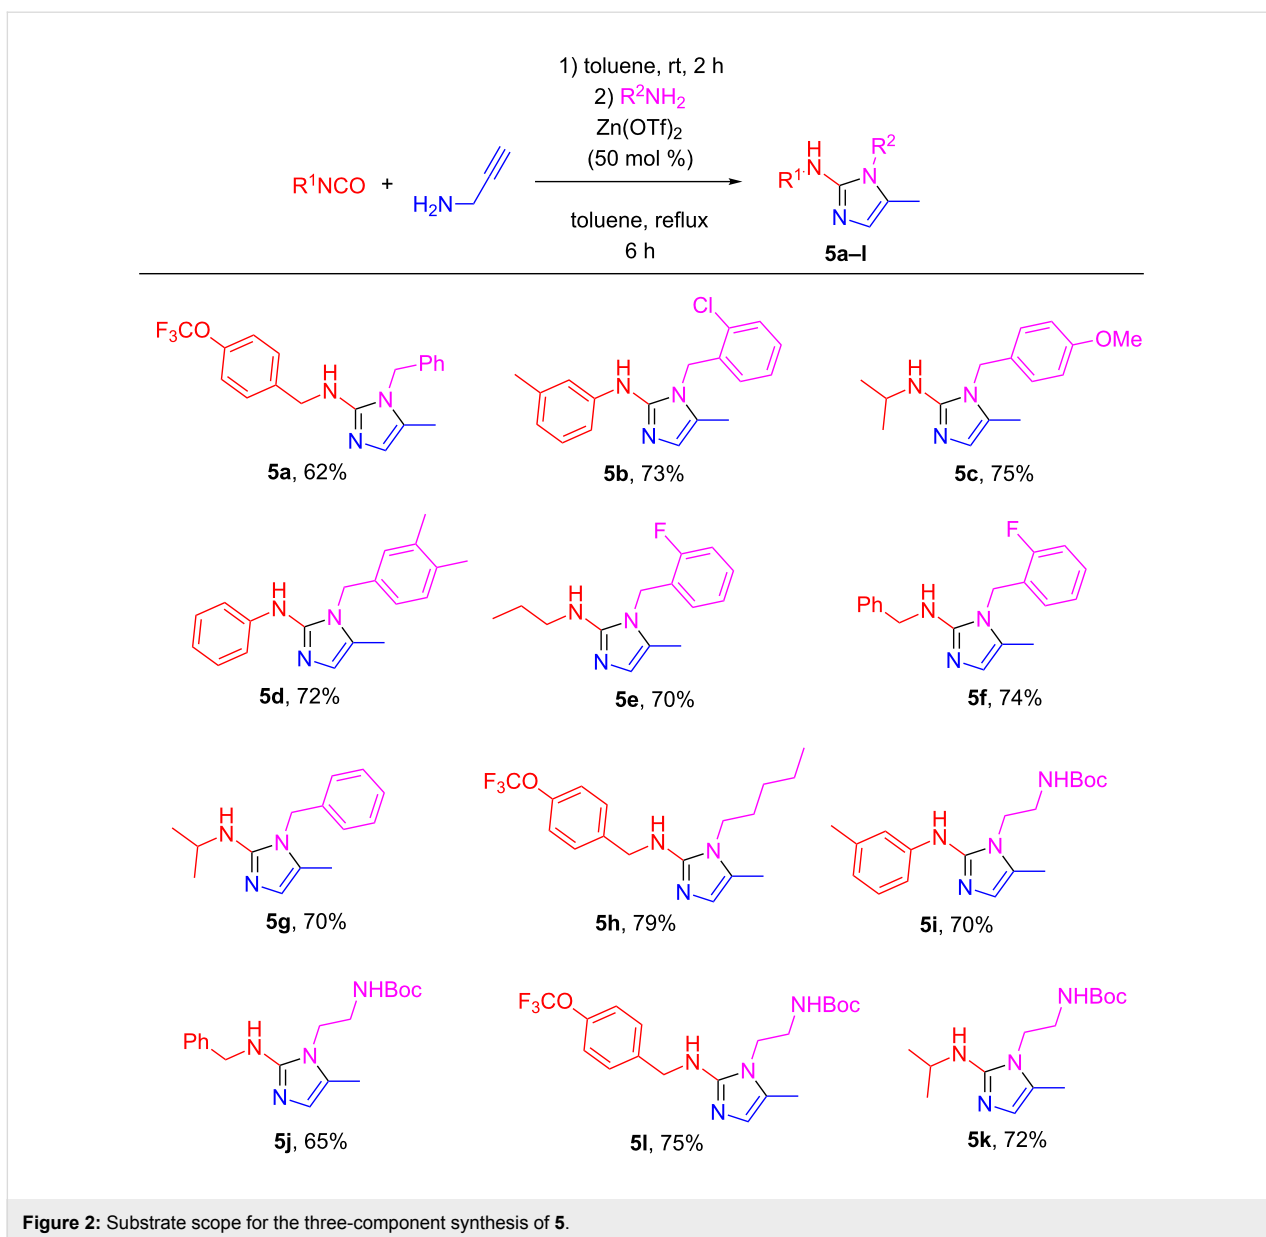 1) toluene, rt, 2 h
2) R²NH₂
Zn(OTf)₂
(50 mol %)
R¹NCO + H₂N
toluene, reflux
6 h
R¹ H N R² N N
5a–l
F₃CO H N N Ph N
5a, 62%
Cl H N N N
5b, 73%
OMe H N N N
5c, 75%
H N N N
5d, 72%
F H N N N
5e, 70%
F Ph H N N N
5f, 74%
H N N N
5g, 70%
F₃CO H N N N
5h, 79%
NHBoc H N N N
5i, 70%
NHBoc Ph H N N N
5j, 65%
F₃CO NHBoc H N N N
5l, 75%
NHBoc H N N N
5k, 72%
Figure 2: Substrate scope for the three-component synthesis of 5.